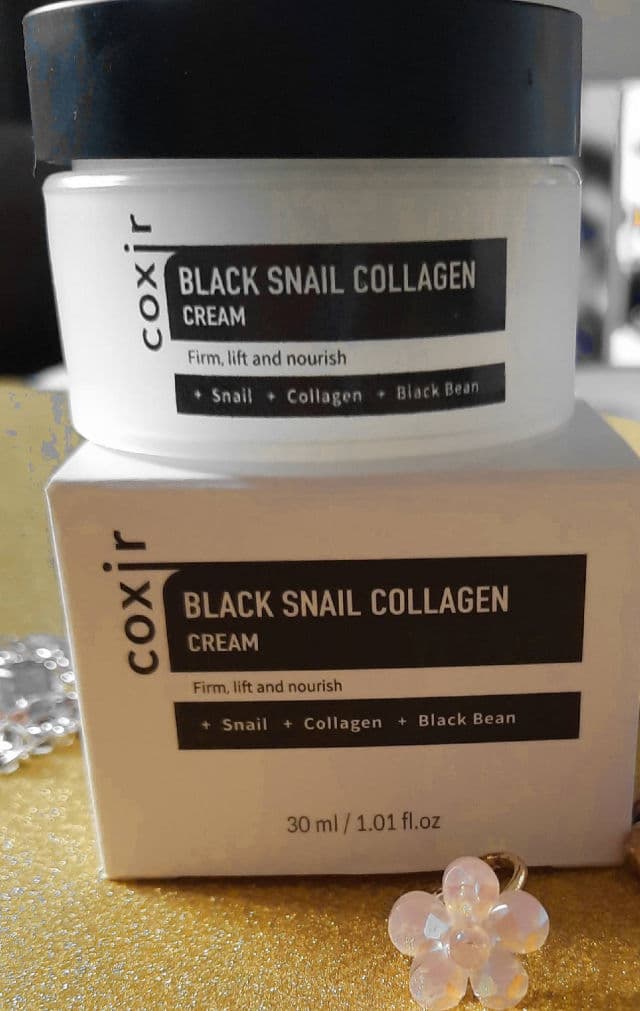 coxir
BLACK SNAIL COLLAGEN
CREAM
Firm, lift and nourish
+ Snail + Collagen + Black Bean
coxir
BLACK SNAIL COLLAGEN
CREAM
Firm, lift and nourish
+ Snail + Collagen + Black Bean
30 ml / 1.01 fl.oz